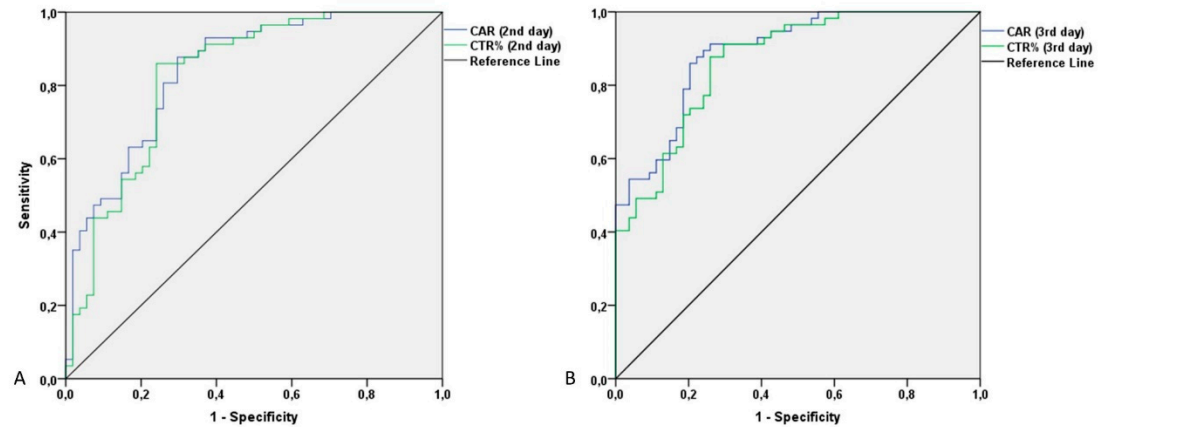 A
Sensitivity
1,0
0,8
0,6
0,4
0,2
0,0
0,0 0,2 0,4 0,6 0,8 1,0
1 - Specificity
CAR (2nd day)
CTR% (2nd day)
Reference Line
B
1,0
0,8
0,6
0,4
0,2
0,0
0,0 0,2 0,4 0,6 0,8 1,0
1 - Specificity
CAR (3rd day)
CTR% (3rd day)
Reference Line